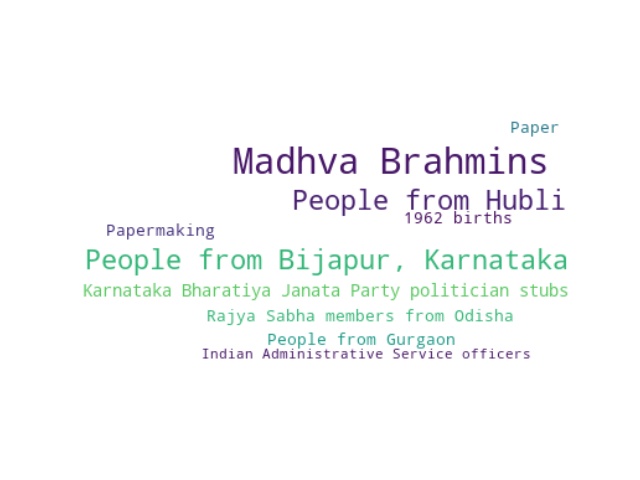 Paper
Madhva Brahmins
People from Hubli
1962 births
Papermaking
People from Bijapur, Karnataka
Karnataka Bharatiya Janata Party politician stubs
Rajya Sabha members from Odisha
People from Gurgaon
Indian Administrative Service officers